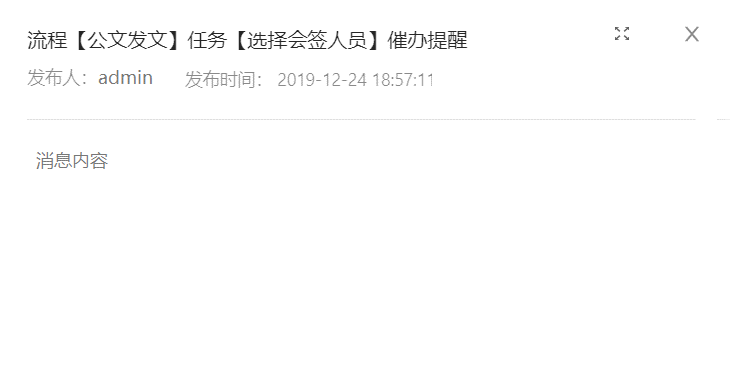 流程【公文发文】任务【选择会签人员】催办提醒
发布人：admin 发布时间： 2019-12-24 18:57:11
消息内容